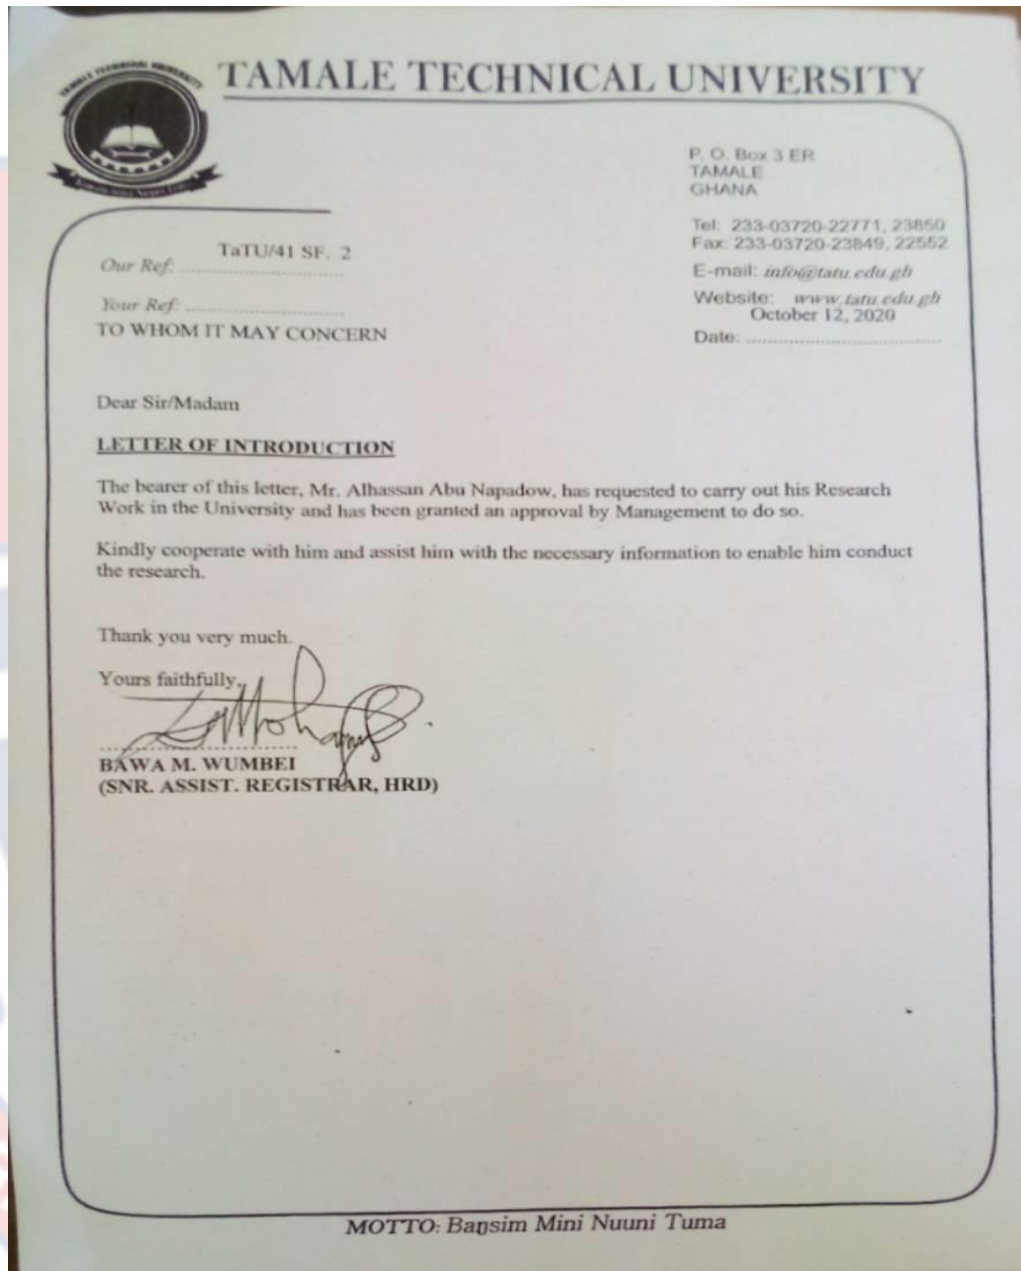 TAMALE TECHNICAL UNIVERSITY
TAMALE TECHNICAL UNIVERSITY
P. O. Box 3 ER
TAMALE
GHANA
Tel: 233-03720-22771, 23850
Fax: 233-03720-23849, 22552
E-mail: info@tatu.edu.gh
Website: www.tatu.edu.gh
October 12, 2020
Date: ........................................
TaTU/41 SF. 2
Our Ref: .................................
Your Ref: ................................
TO WHOM IT MAY CONCERN
Dear Sir/Madam
LETTER OF INTRODUCTION
The bearer of this letter, Mr. Alhassan Abu Napadow, has requested to carry out his Research
Work in the University and has been granted an approval by Management to do so.
Kindly cooperate with him and assist him with the necessary information to enable him conduct
the research.
Thank you very much.
Yours faithfully,
BAWA M. WUMBEI
(SNR. ASSIST. REGISTRAR, HRD)
MOTTO: Baŋsim Mini Nuuni Tuma